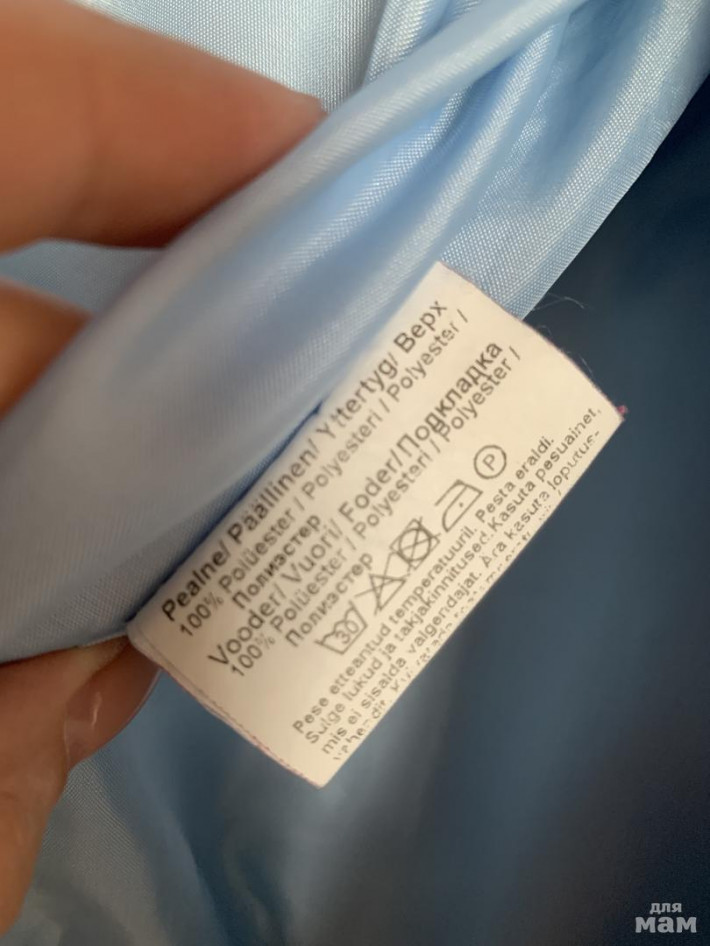 Pealne/ Päällinen/ Yttertyg/ Верх
100% Polüester / Polyesteri / Polyester /
Полиэстер
Vooder/ Vuori/ Foder/Подкладка
100% Polüester / Polyesteri / Polyester /
Полиэстер
30 P
Pese etteantud temperatuuril. Pesta eraldi.
Sulge lukud ja takjakinnitused. Kasuta pesuainet,
mis ei sisalda valgendajat. Ära kasuta loputus-
vahendit.
для
мам